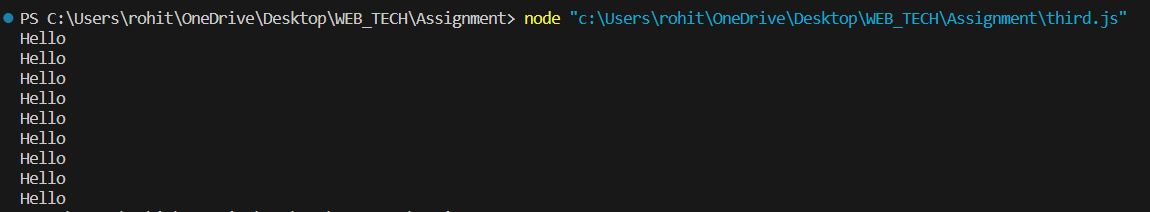 PS C:\Users\rohit\OneDrive\Desktop\WEB_TECH\Assignment> node "c:\Users\rohit\OneDrive\Desktop\WEB_TECH\Assignment\third.js"
Hello
Hello
Hello
Hello
Hello
Hello
Hello
Hello
Hello